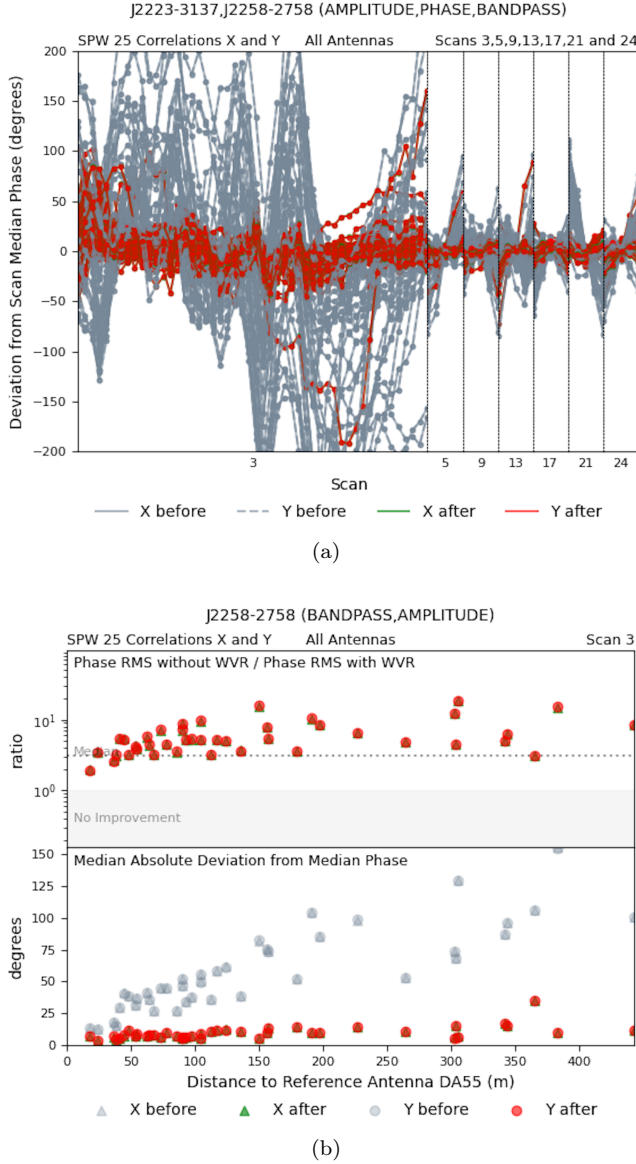 J2223-3137,J2258-2758 (AMPLITUDE,PHASE,BANDPASS)
SPW 25 Correlations X and Y All Antennas Scans 3,5,9,13,17,21 and 24
200
150
100
50
0
−50
−100
−150
−200
Deviation from Scan Median Phase (degrees)
3 5 9 13 17 21 24
Scan
X before Y before X after Y after
(a)
J2258-2758 (BANDPASS,AMPLITUDE)
SPW 25 Correlations X and Y All Antennas Scan 3
Phase RMS without WVR / Phase RMS with WVR
10¹
10⁰
ratio
No Improvement
Median Absolute Deviation from Median Phase
150
125
100
75
50
25
0
degrees
0 50 100 150 200 250 300 350 400
Distance to Reference Antenna DA55 (m)
X before X after Y before Y after
(b)